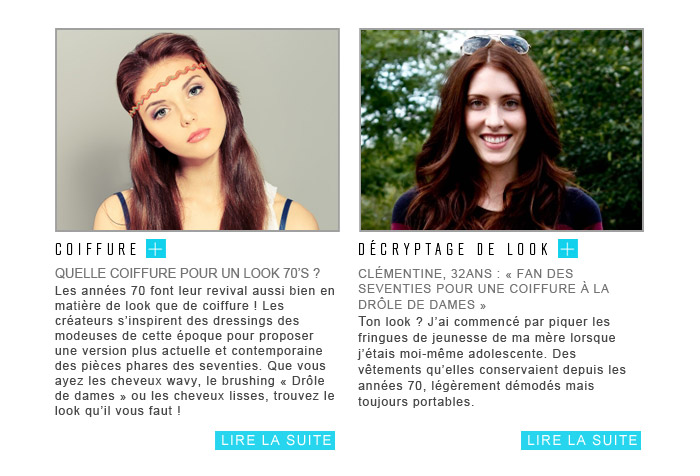 COIFFURE +
QUELLE COIFFURE POUR UN LOOK 70'S ?
Les années 70 font leur revival aussi bien en
matière de look que de coiffure ! Les
créateurs s'inspirent des dressings des
modeuses de cette époque pour proposer
une version plus actuelle et contemporaine
des pièces phares des seventies. Que vous
ayez les cheveux wavy, le brushing « Drôle
de dames » ou les cheveux lisses, trouvez le
look qu'il vous faut !
LIRE LA SUITE
DÉCRYPTAGE DE LOOK +
CLÉMENTINE, 32ANS : « FAN DES
SEVENTIES POUR UNE COIFFURE À LA
DRÔLE DE DAMES »
Ton look ? J'ai commencé par piquer les
fringues de jeunesse de ma mère lorsque
j'étais moi-même adolescente. Des
vêtements qu'elles conservaient depuis les
années 70, légèrement démodés mais
toujours portables.
LIRE LA SUITE